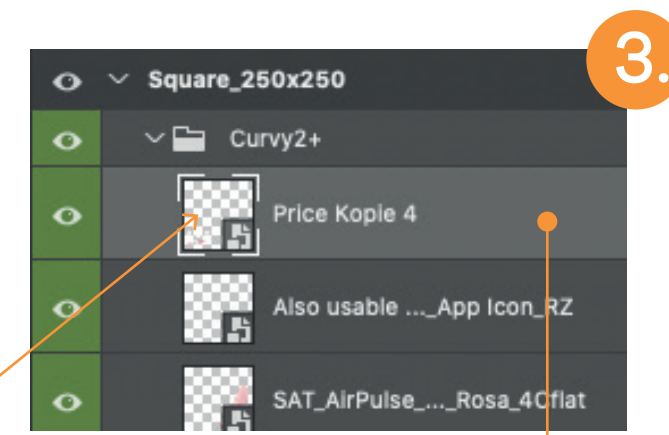 3.
Square_250x250
Curvy2+
Price Kopie 4
Also usable ..._App Icon_RZ
SAT_AirPulse_..._Rosa_4Cflat